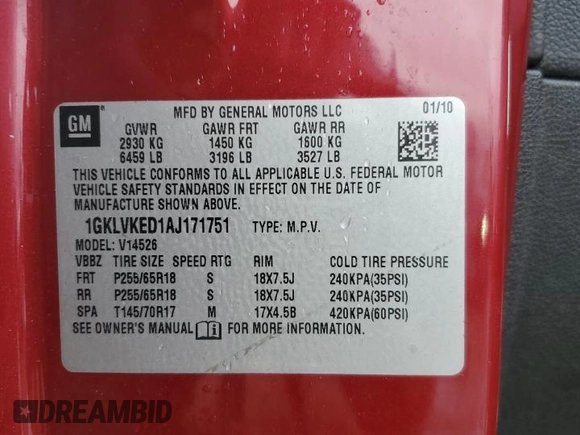 GM
MFD BY GENERAL MOTORS LLC 01/10
GVWR GAWR FRT GAWR RR
2930 KG 1450 KG 1600 KG
6459 LB 3196 LB 3527 LB
THIS VEHICLE CONFORMS TO ALL APPLICABLE U.S. FEDERAL MOTOR
VEHICLE SAFETY STANDARDS IN EFFECT ON THE DATE OF
MANUFACTURE SHOWN ABOVE.
1GKLVKED1AJ171751 TYPE: M.P.V.
MODEL: V14526
VBBZ TIRE SIZE SPEED RTG RIM COLD TIRE PRESSURE
FRT P255/65R18 S 18X7.5J 240KPA(35PSI)
RR P255/65R18 S 18X7.5J 240KPA(35PSI)
SPA T145/70R17 M 17X4.5B 420KPA(60PSI)
SEE OWNER'S MANUAL FOR MORE INFORMATION.
DREAMBID